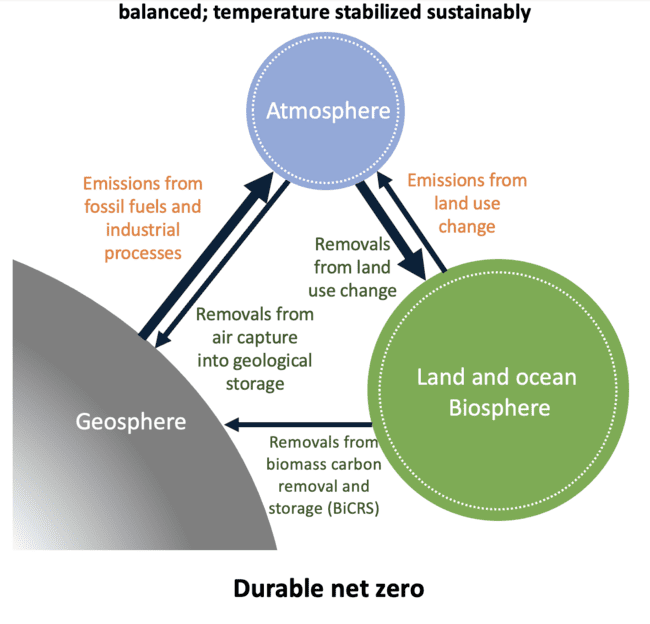 balanced; temperature stabilized sustainably
Atmosphere
Emissions from
fossil fuels and
industrial
processes
Emissions from
land use
change
Removals
from land
use change
Removals from
air capture
into geological
storage
Land and ocean
Biosphere
Geosphere
Removals from
biomass carbon
removal and
storage (BiCRS)
Durable net zero